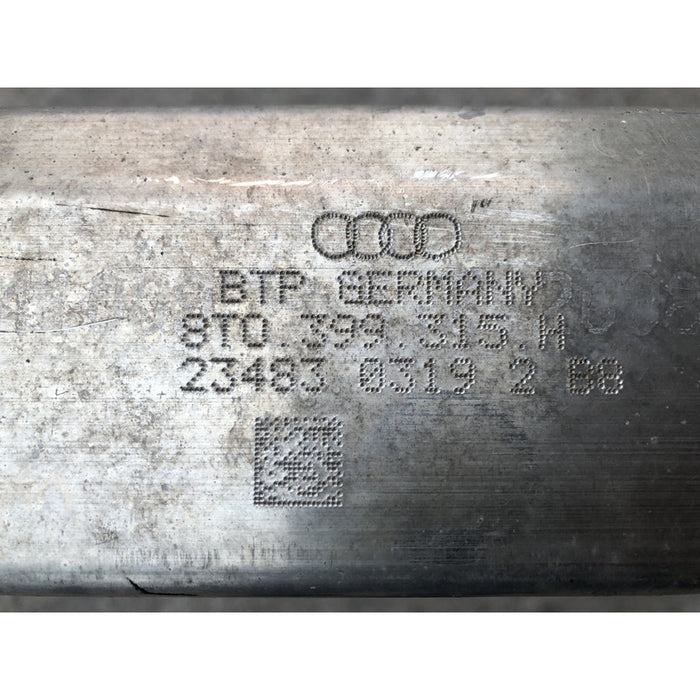 BTP GERMANY
8T0.399.315.H
23483 0319 2 B8